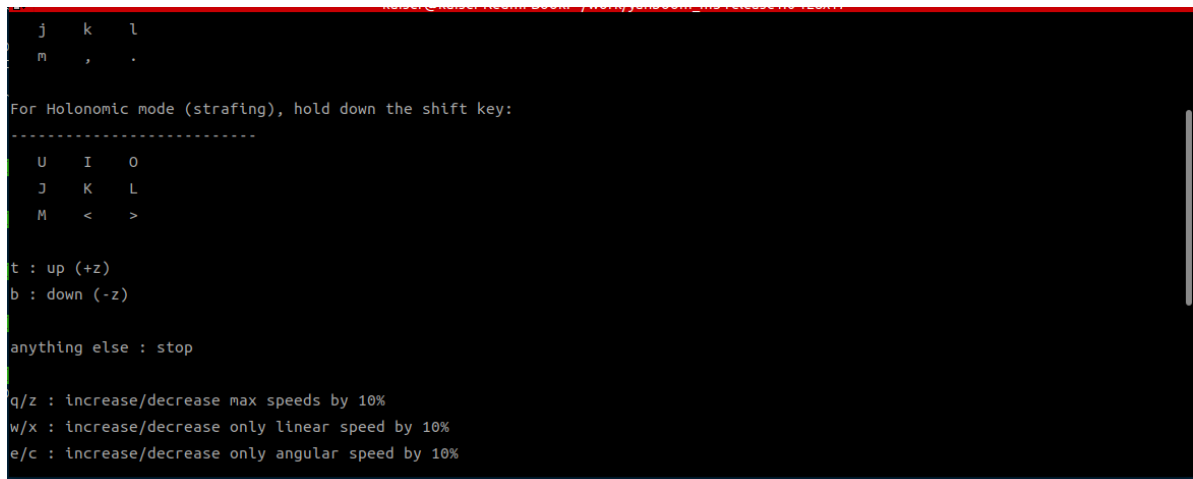 j    k    l
m    ,    .
For Holonomic mode (strafing), hold down the shift key:
---------------------------
U    I    O
J    K    L
M    <    >
t : up (+z)
b : down (-z)
anything else : stop
q/z : increase/decrease max speeds by 10%
w/x : increase/decrease only linear speed by 10%
e/c : increase/decrease only angular speed by 10%